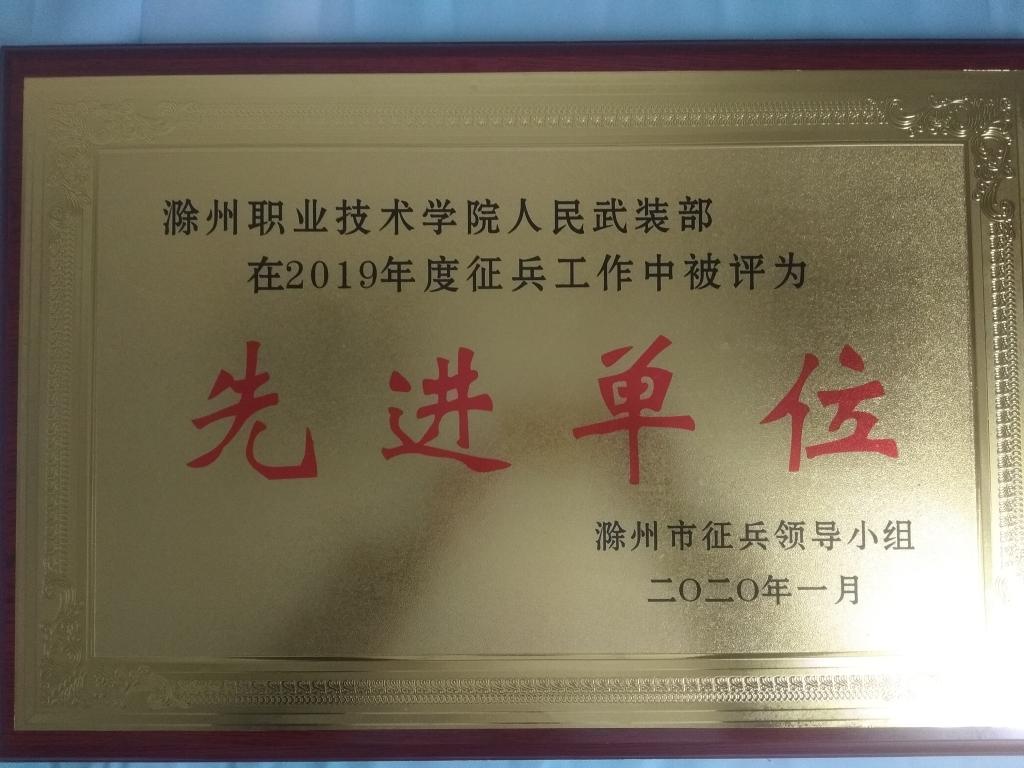 滁州职业技术学院人民武装部
在2019年度征兵工作中被评为
先进单位
滁州市征兵领导小组
二〇二〇年一月